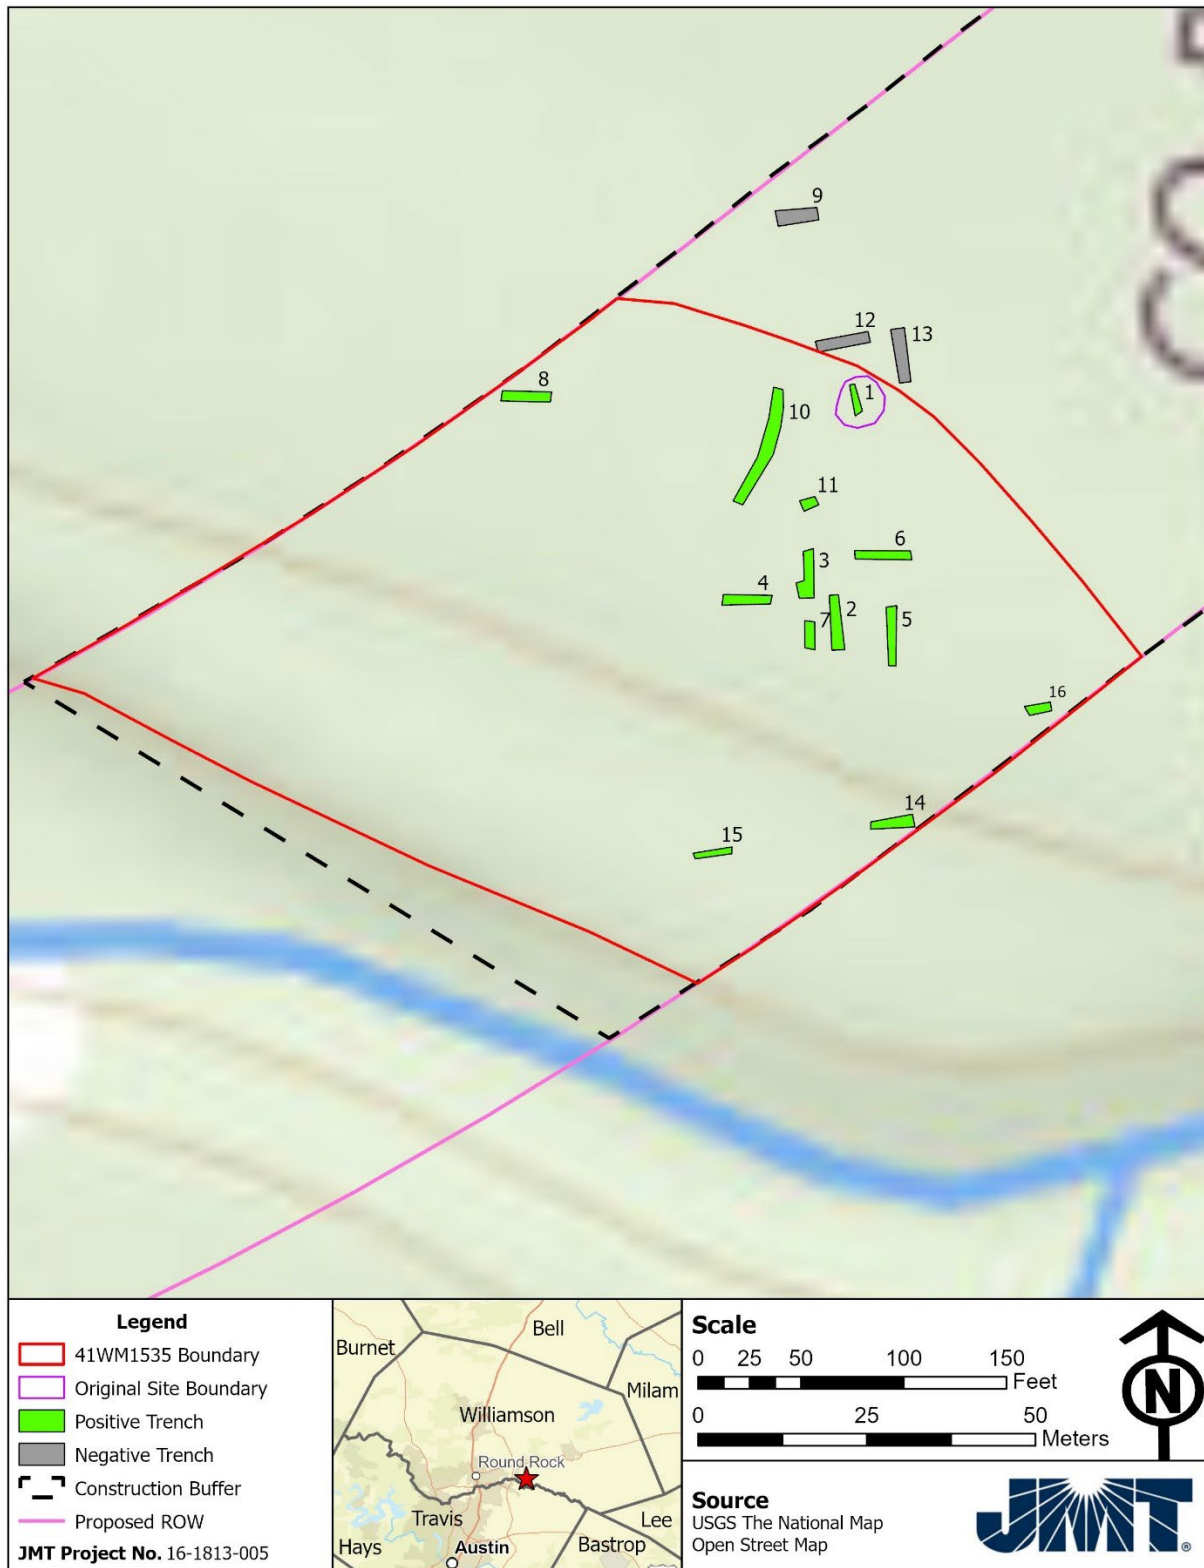 9
12
13
8
1
10
11
6
3
4
2
7
5
16
14
15
Legend
41WM1535 Boundary
Original Site Boundary
Positive Trench
Negative Trench
Construction Buffer
Proposed ROW
JMT Project No. 16-1813-005
Burnet
Bell
Milam
Williamson
Round Rock
Travis
Lee
Hays
Austin
Bastrop
Scale
0 25 50 100 150
Feet
0 25 50
Meters
N
Source
USGS The National Map
Open Street Map
JMT®